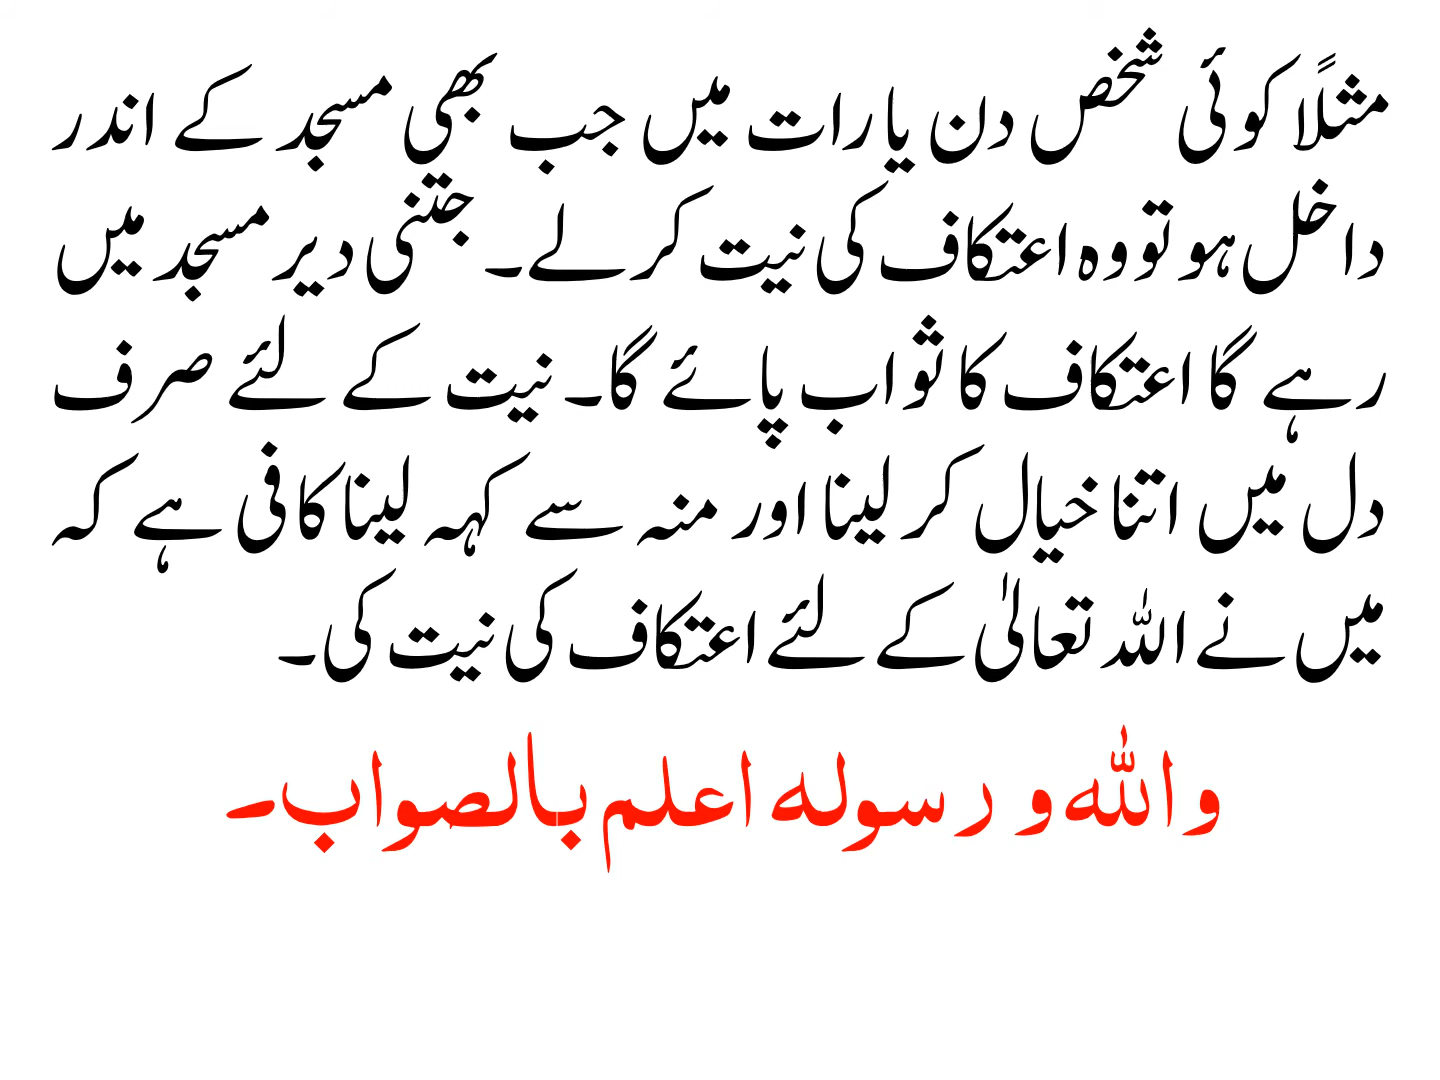 مثلًا کوئی شخص دن یا رات میں جب بھی مسجد کے اندر
داخل ہو تو وہ اعتکاف کی نیت کرلے۔ جتنی دیر مسجد میں
رہے گا اعتکاف کا ثواب پائے گا۔ نیت کے لئے صرف
دل میں اتنا خیال کر لینا اور منہ سے کہہ لینا کافی ہے کہ
میں نے اللہ تعالٰی کے لئے اعتکاف کی نیت کی۔
واللہ و رسولہ اعلم بالصواب۔